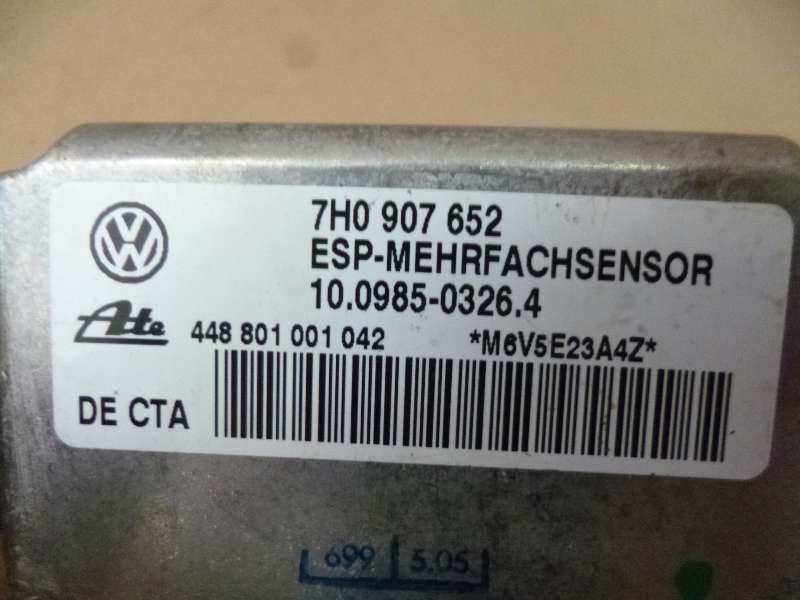 7H0 907 652
ESP-MEHRFACHSENSOR
10.0985-0326.4
Ate 448 801 001 042 *M6V5E23A4Z*
DE CTA
699 5.05